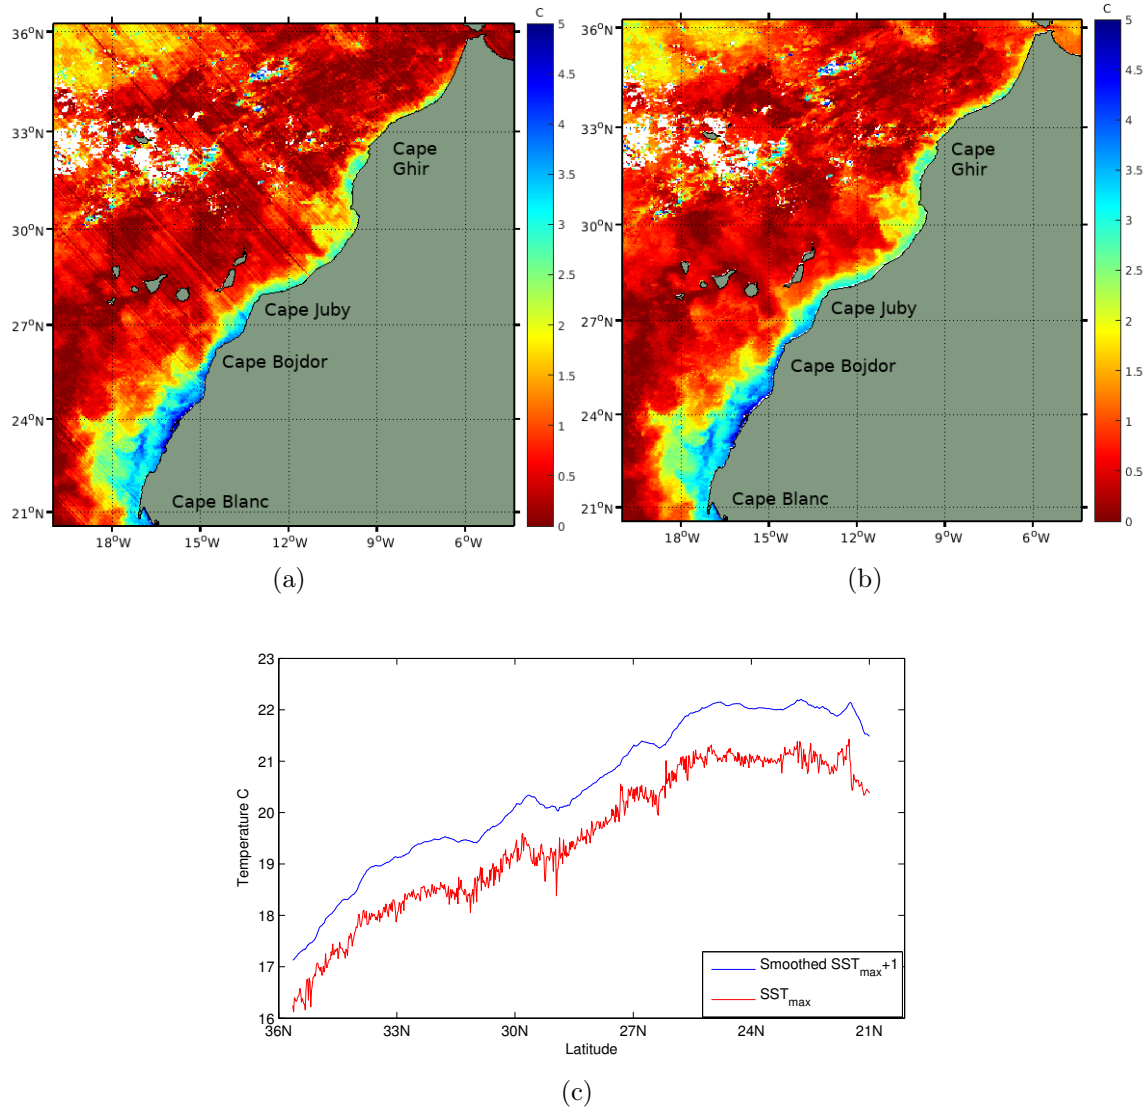 C
5
4.5
4
3.5
3
2.5
2
1.5
1
0.5
0
36°N
33°N
30°N
27°N
24°N
21°N
18°W
15°W
12°W
9°W
6°W
Cape
Ghir
Cape Juby
Cape Bojdor
Cape Blanc
(a)
C
5
4.5
4
3.5
3
2.5
2
1.5
1
0.5
0
36°N
33°N
30°N
27°N
24°N
21°N
18°W
15°W
12°W
9°W
6°W
Cape
Ghir
Cape Juby
Cape Bojdor
Cape Blanc
(b)
23
22
21
20
19
18
17
16
Temperature C
36N
33N
30N
27N
24N
21N
Latitude
Smoothed SST_max+1
SST_max
(c)